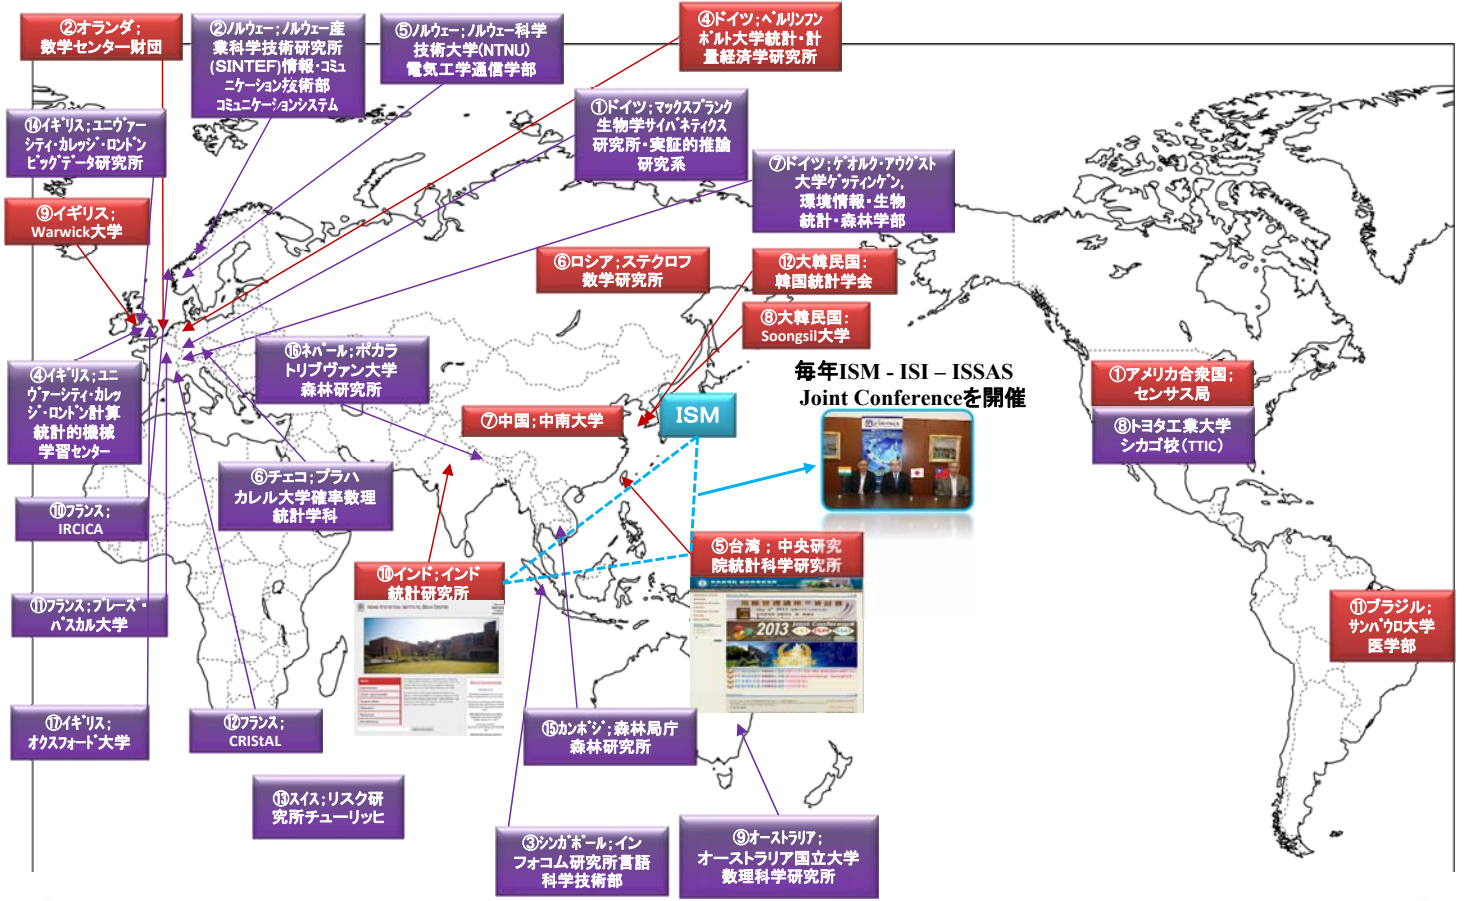 ②オランダ;
数学センター財団
②ノルウェー;ノルウェー産
業科学技術研究所
(SINTEF)情報・コミュ
ニケーション技術部
コミュニケーションシステム
⑤ノルウェー;ノルウェー科学
技術大学(NTNU)
電気工学通信学部
④ドイツ;ベルリンフン
ボルト大学統計・計
量経済学研究所
⑭イギリス;ユニヴァー
シティ・カレッジ・ロンドン
ビッグデータ研究所
①ドイツ;マックスプランク
生物学サイバネティクス
研究所・実証的推論
研究系
⑦ドイツ;ゲオルク・アウグスト
大学ゲッティンゲン,
環境情報・生物
統計・森林学部
⑨イギリス;
Warwick大学
⑥ロシア;ステクロフ
数学研究所
⑫大韓民国:
韓国統計学会
⑧大韓民国:
Soongsil大学
⑯ネパール;ポカラ
トリブヴァン大学
森林研究所
④イギリス;ユニ
ヴァーシティ・カレッ
ジ・ロンドン計算
統計的機械
学習センター
毎年ISM - ISI – ISSAS
Joint Conferenceを開催
①アメリカ合衆国;
センサス局
⑧トヨタ工業大学
シカゴ校(TTIC)
⑦中国;中南大学
ISM
⑥チェコ;プラハ
カレル大学確率数理
統計学科
⑩フランス;
IRCICA
⑤台湾;中央研究
院統計科学研究所
⑩インド;インド
統計研究所
2013 Joint Conference
⑪フランス;ブレーズ・
パスカル大学
⑪ブラジル;
サンパウロ大学
医学部
⑰イギリス;
オクスフォード大学
⑫フランス;
CRIStAL
⑮カンボジ;森林局庁
森林研究所
⑬スイス;リスク研
究所チューリッヒ
③シンガポール;イン
フォコム研究所言語
科学技術部
⑨オーストラリア;
オーストラリア国立大学
数理科学研究所